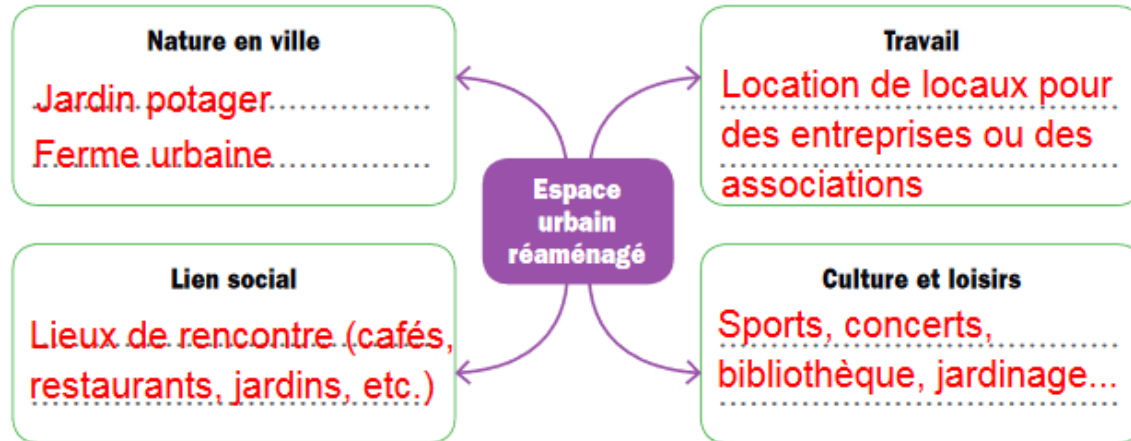 Nature en ville
Jardin potager
Ferme urbaine
Travail
Location de locaux pour
des entreprises ou des
associations
Espace
urbain
réaménagé
Lien social
Lieux de rencontre (cafés,
restaurants, jardins, etc.)
Culture et loisirs
Sports, concerts,
bibliothèque, jardinage...